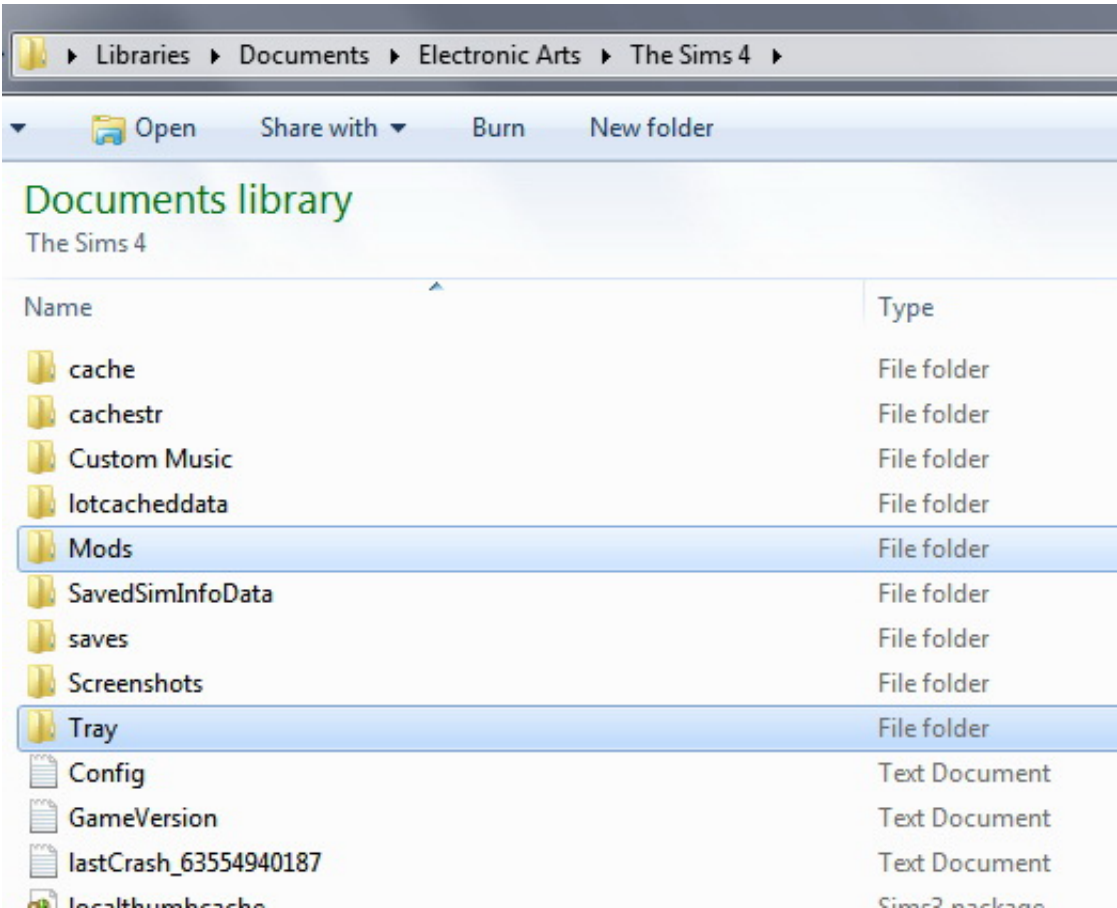 Libraries Documents Electronic Arts The Sims 4
Open Share with Burn New folder
Documents library
The Sims 4
Name Type
cache File folder
cachestr File folder
Custom Music File folder
lotcacheddata File folder
Mods File folder
SavedSimInfoData File folder
saves File folder
Screenshots File folder
Tray File folder
Config Text Document
GameVersion Text Document
lastCrash_63554940187 Text Document
localthumbcache Sims3 package